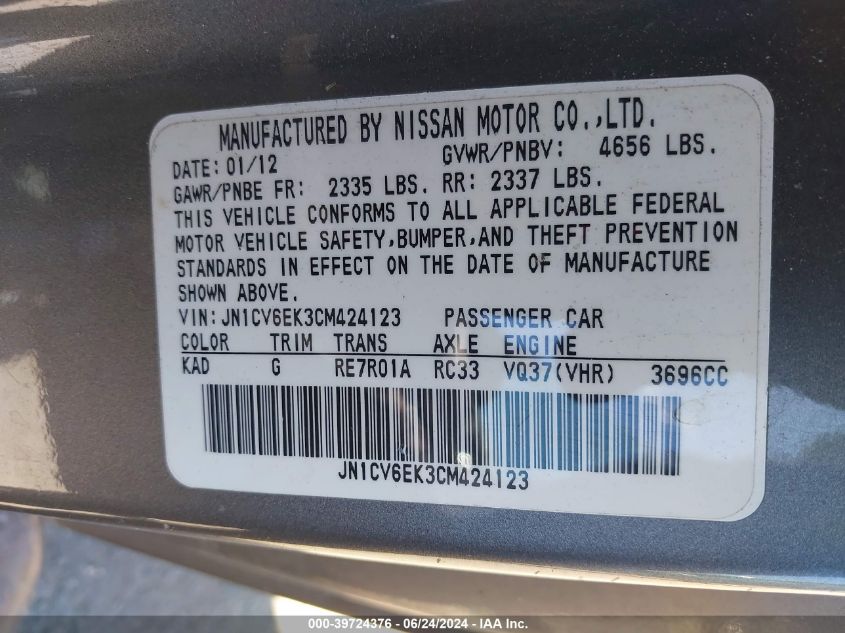 MANUFACTURED BY NISSAN MOTOR CO.,LTD.
DATE: 01/12 GVWR/PNBV: 4656 LBS.
GAWR/PNBE FR: 2335 LBS. RR: 2337 LBS.
THIS VEHICLE CONFORMS TO ALL APPLICABLE FEDERAL
MOTOR VEHICLE SAFETY,BUMPER,AND THEFT PREVENTION
STANDARDS IN EFFECT ON THE DATE OF MANUFACTURE
SHOWN ABOVE.
VIN: JN1CV6EK3CM424123 PASSENGER CAR
COLOR TRIM TRANS AXLE ENGINE
KAD G RE7R01A RC33 VQ37(VHR) 3696CC
JN1CV6EK3CM424123
000-39724376 - 06/24/2024 - IAA Inc.